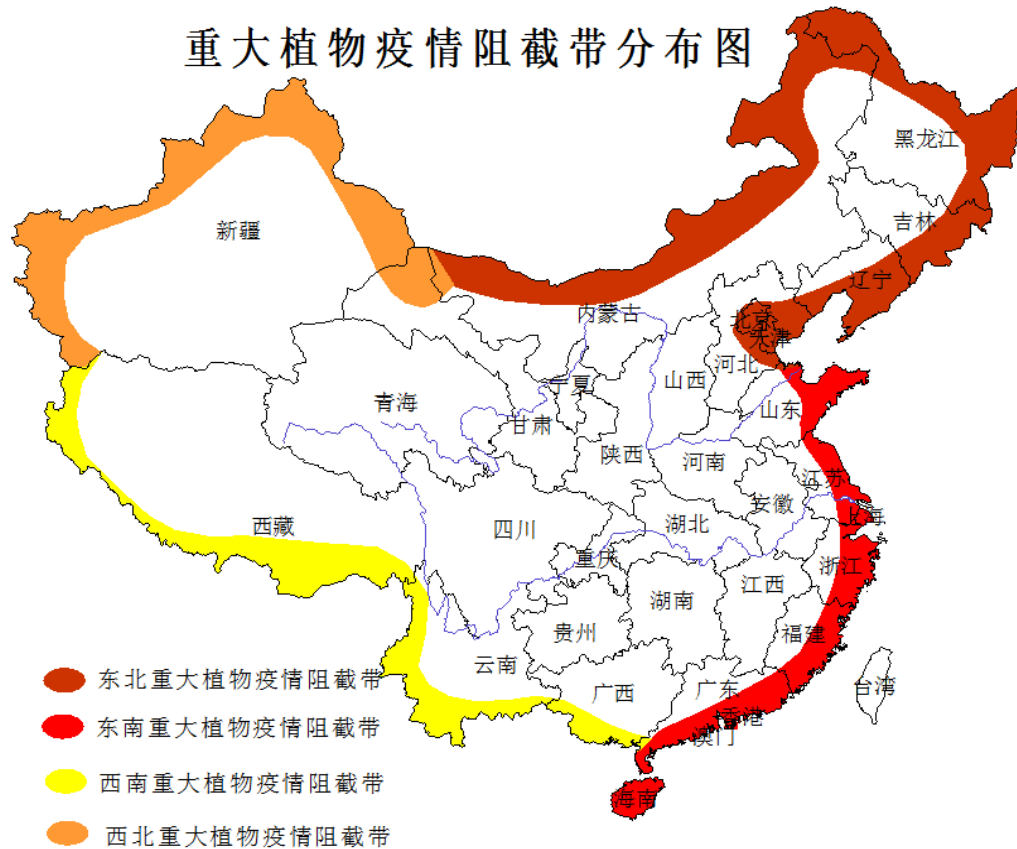 重大植物疫情阻截带分布图
黑龙江
吉林
新疆
辽宁
内蒙古
北京
天津
河北
山西
宁夏
青海
甘肃
山东
陕西
河南
江苏
安徽
上海
西藏
四川
湖北
重庆
浙江
江西
湖南
贵州
福建
云南
广西
广东
台湾
香港
澳门
海南
东北重大植物疫情阻截带
东南重大植物疫情阻截带
西南重大植物疫情阻截带
西北重大植物疫情阻截带